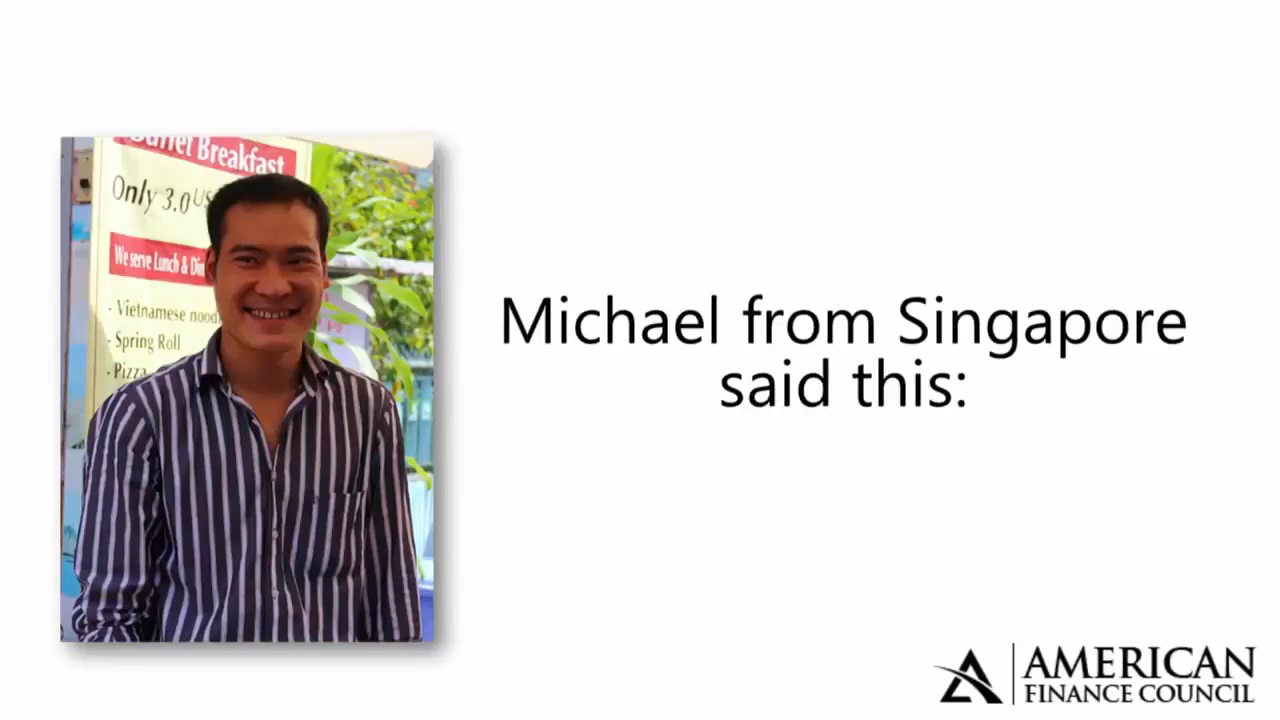 Buffet Breakfast
Only 3.0 US
We serve Lunch & Din
- Vietnamese nood
- Spring Roll
- Pizza
Michael from Singapore
said this:
AMERICAN
FINANCE COUNCIL